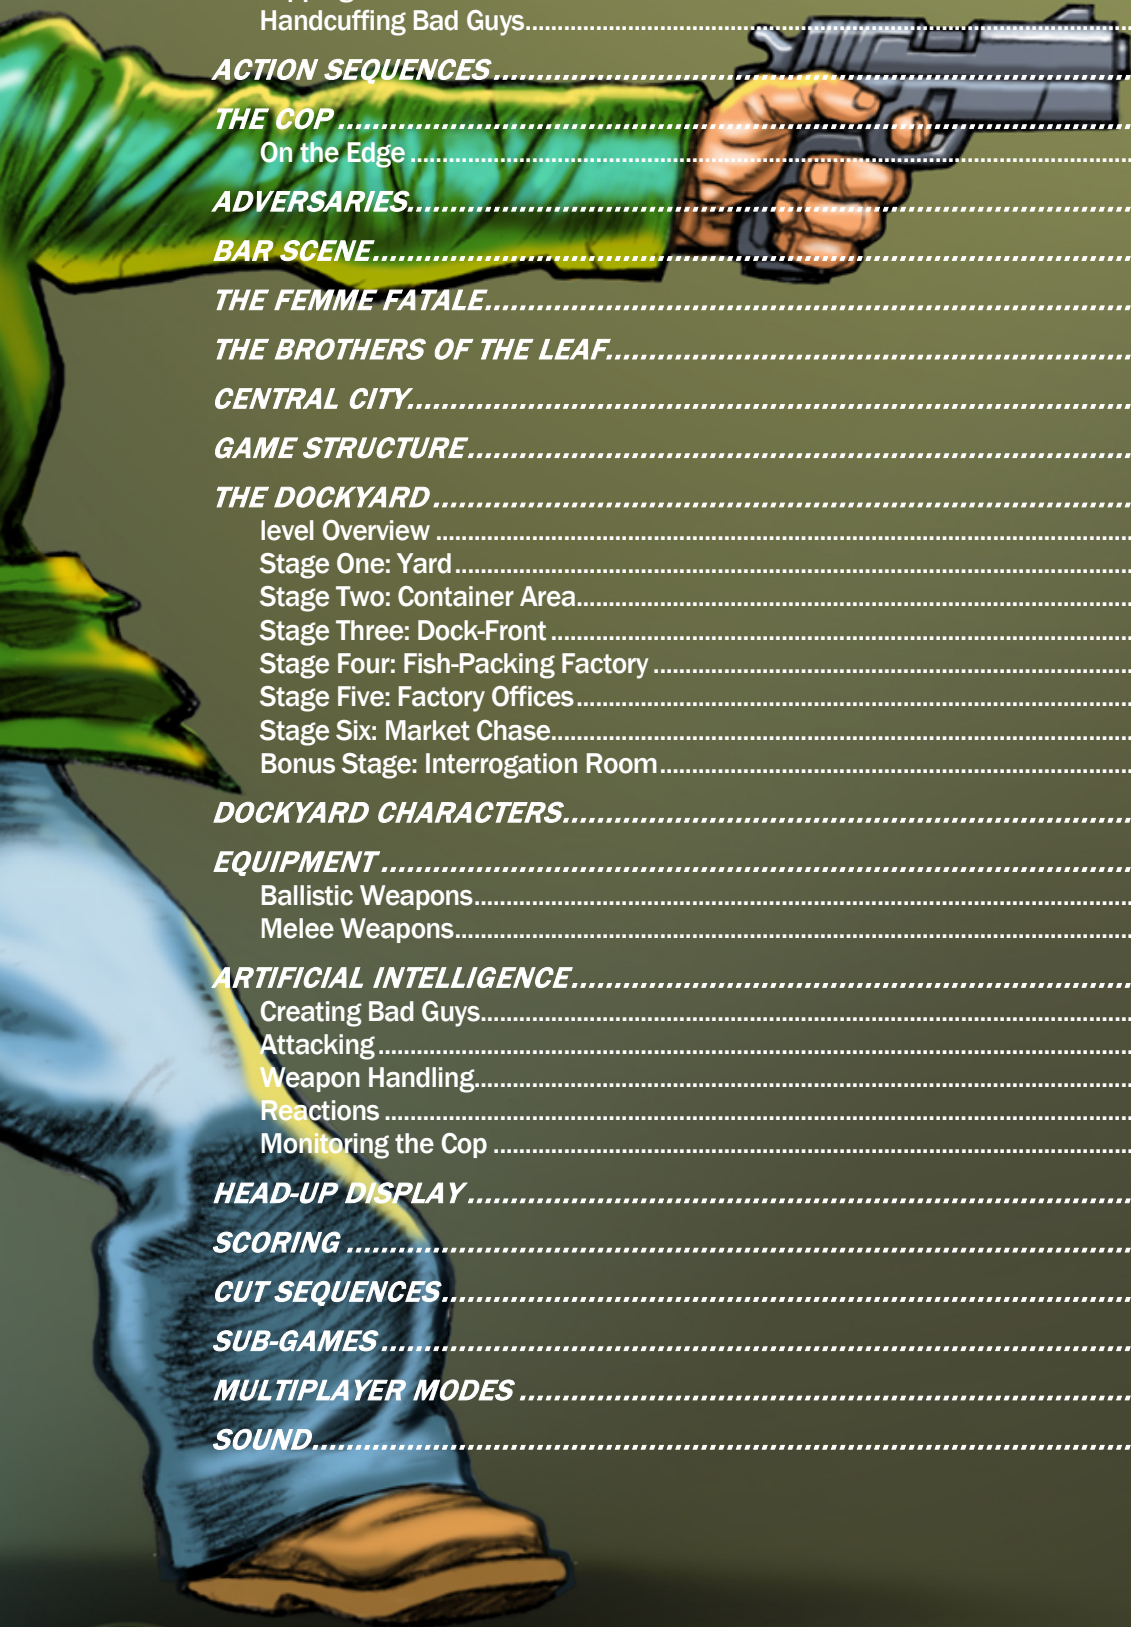 Handcuffing Bad Guys
ACTION SEQUENCES
THE COP
On the Edge
ADVERSARIES
BAR SCENE
THE FEMME FATALE
THE BROTHERS OF THE LEAF
CENTRAL CITY
GAME STRUCTURE
THE DOCKYARD
level Overview
Stage One: Yard
Stage Two: Container Area
Stage Three: Dock-Front
Stage Four: Fish-Packing Factory
Stage Five: Factory Offices
Stage Six: Market Chase
Bonus Stage: Interrogation Room
DOCKYARD CHARACTERS
EQUIPMENT
Ballistic Weapons
Melee Weapons
ARTIFICIAL INTELLIGENCE
Creating Bad Guys
Attacking
Weapon Handling
Reactions
Monitoring the Cop
HEAD-UP DISPLAY
SCORING
CUT SEQUENCES
SUB-GAMES
MULTIPLAYER MODES
SOUND